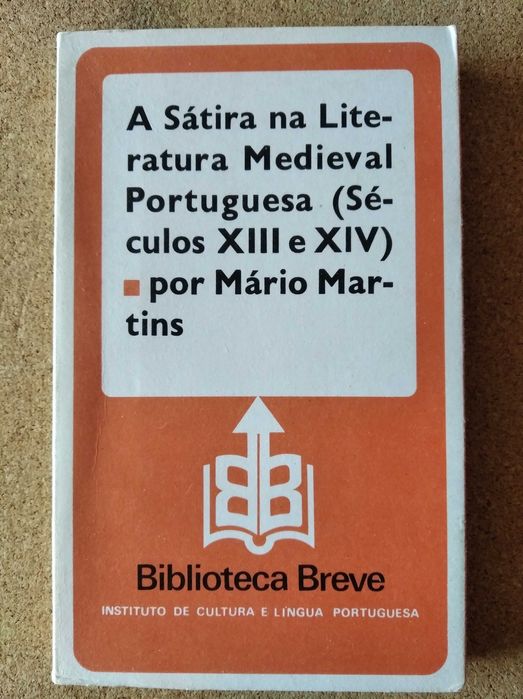 A Sátira na Lite-
ratura Medieval
Portuguesa (Sé-
culos XIII e XIV)
por Mário Mar-
tins
BB
Biblioteca Breve
INSTITUTO DE CULTURA E LÍNGUA PORTUGUESA